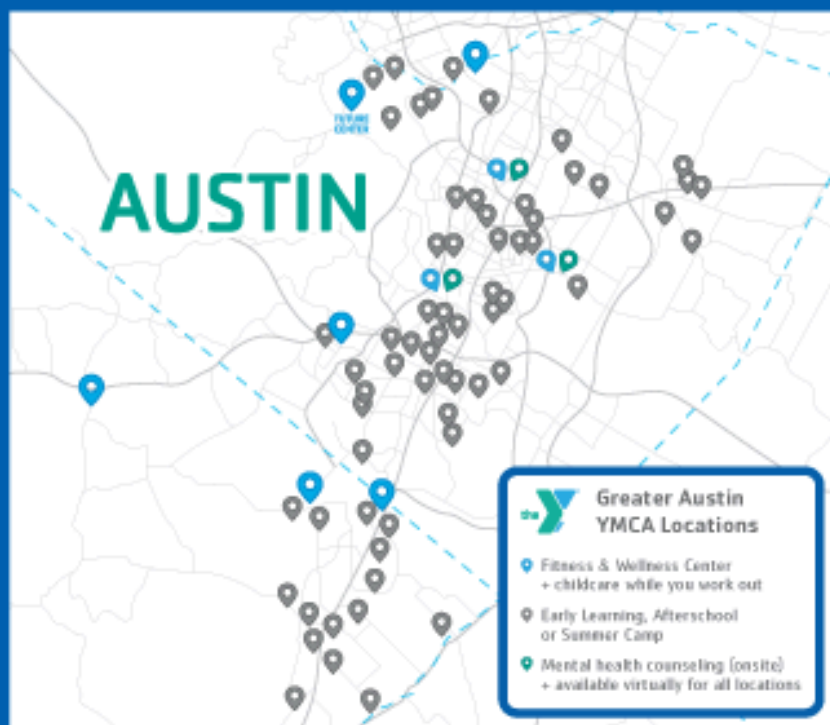 FUTURE
CENTER
AUSTIN
the
Greater Austin
YMCA Locations
Fitness & Wellness Center
+ childcare while you work out
Early Learning, Afterschool
or Summer Camp
Mental health counseling (onsite)
+ available virtually for all locations